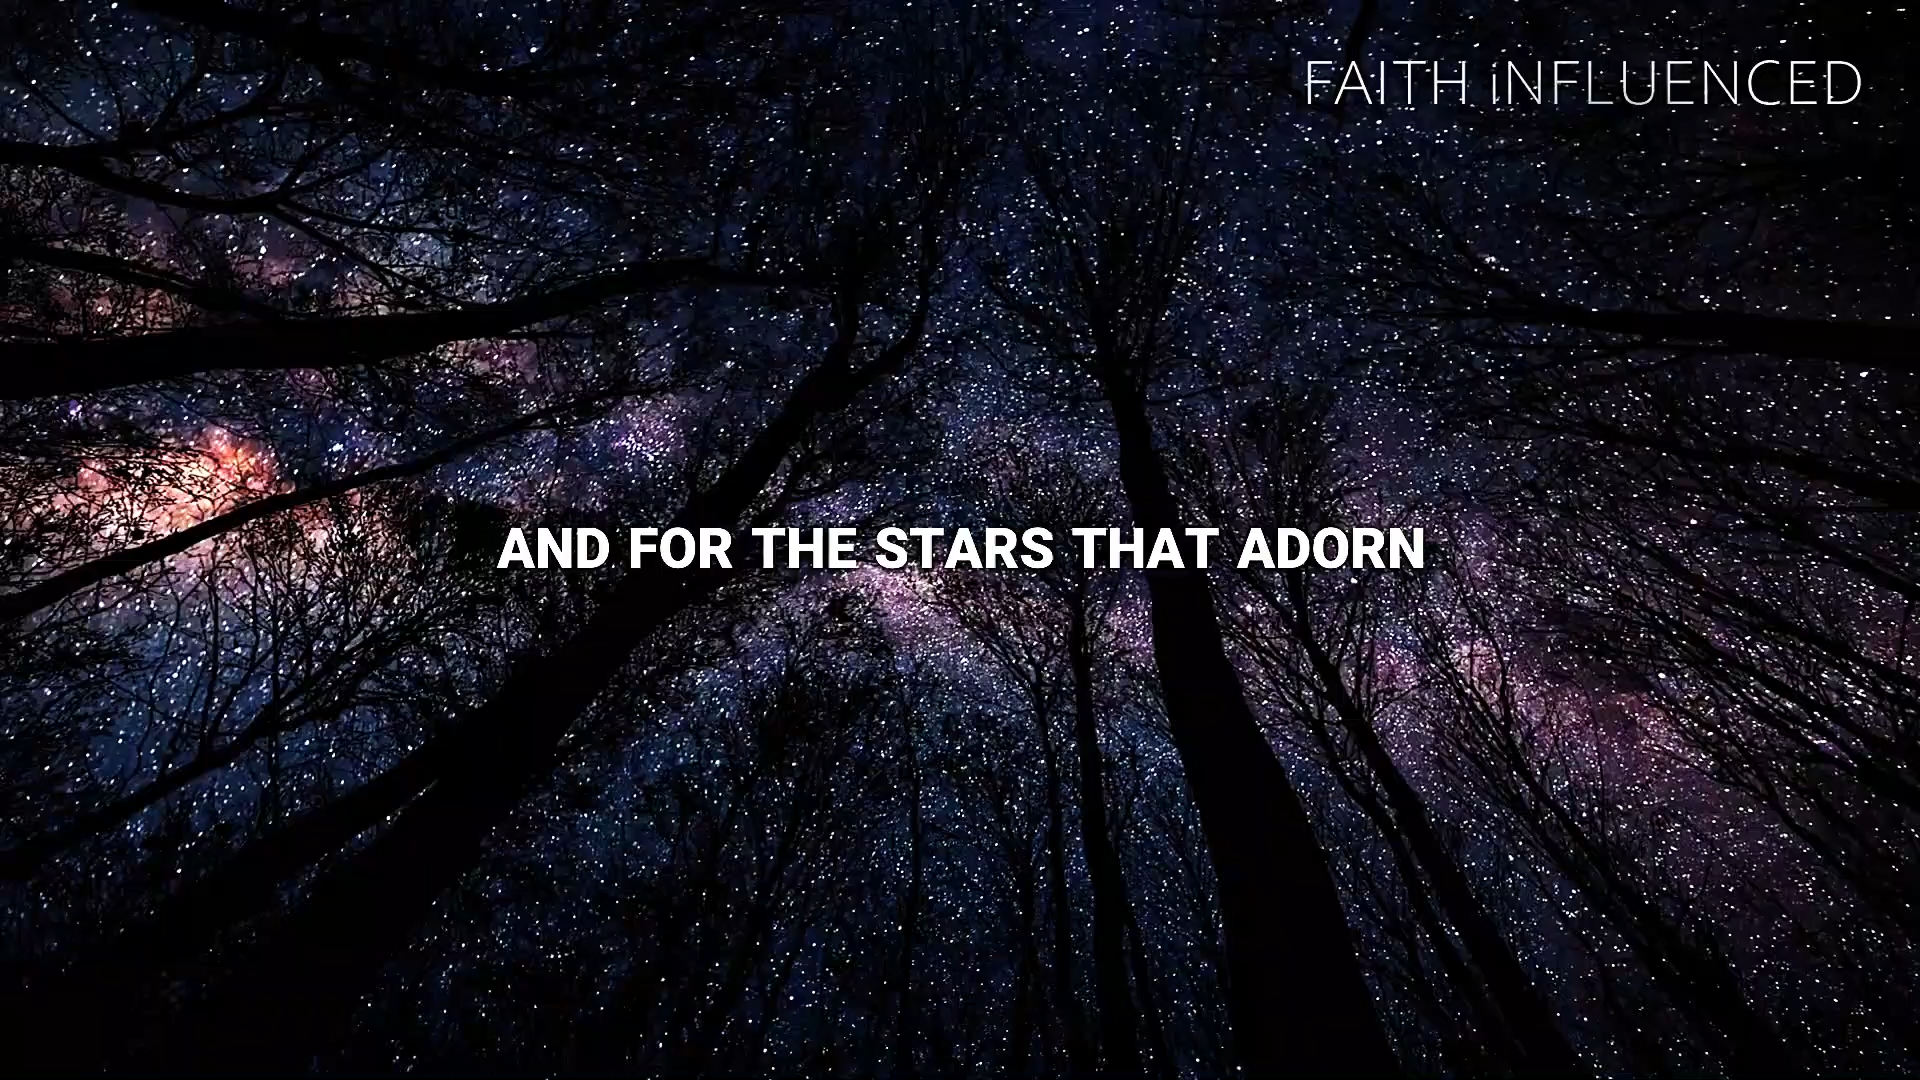 FAITH iNFLUENCED
AND FOR THE STARS THAT ADORN